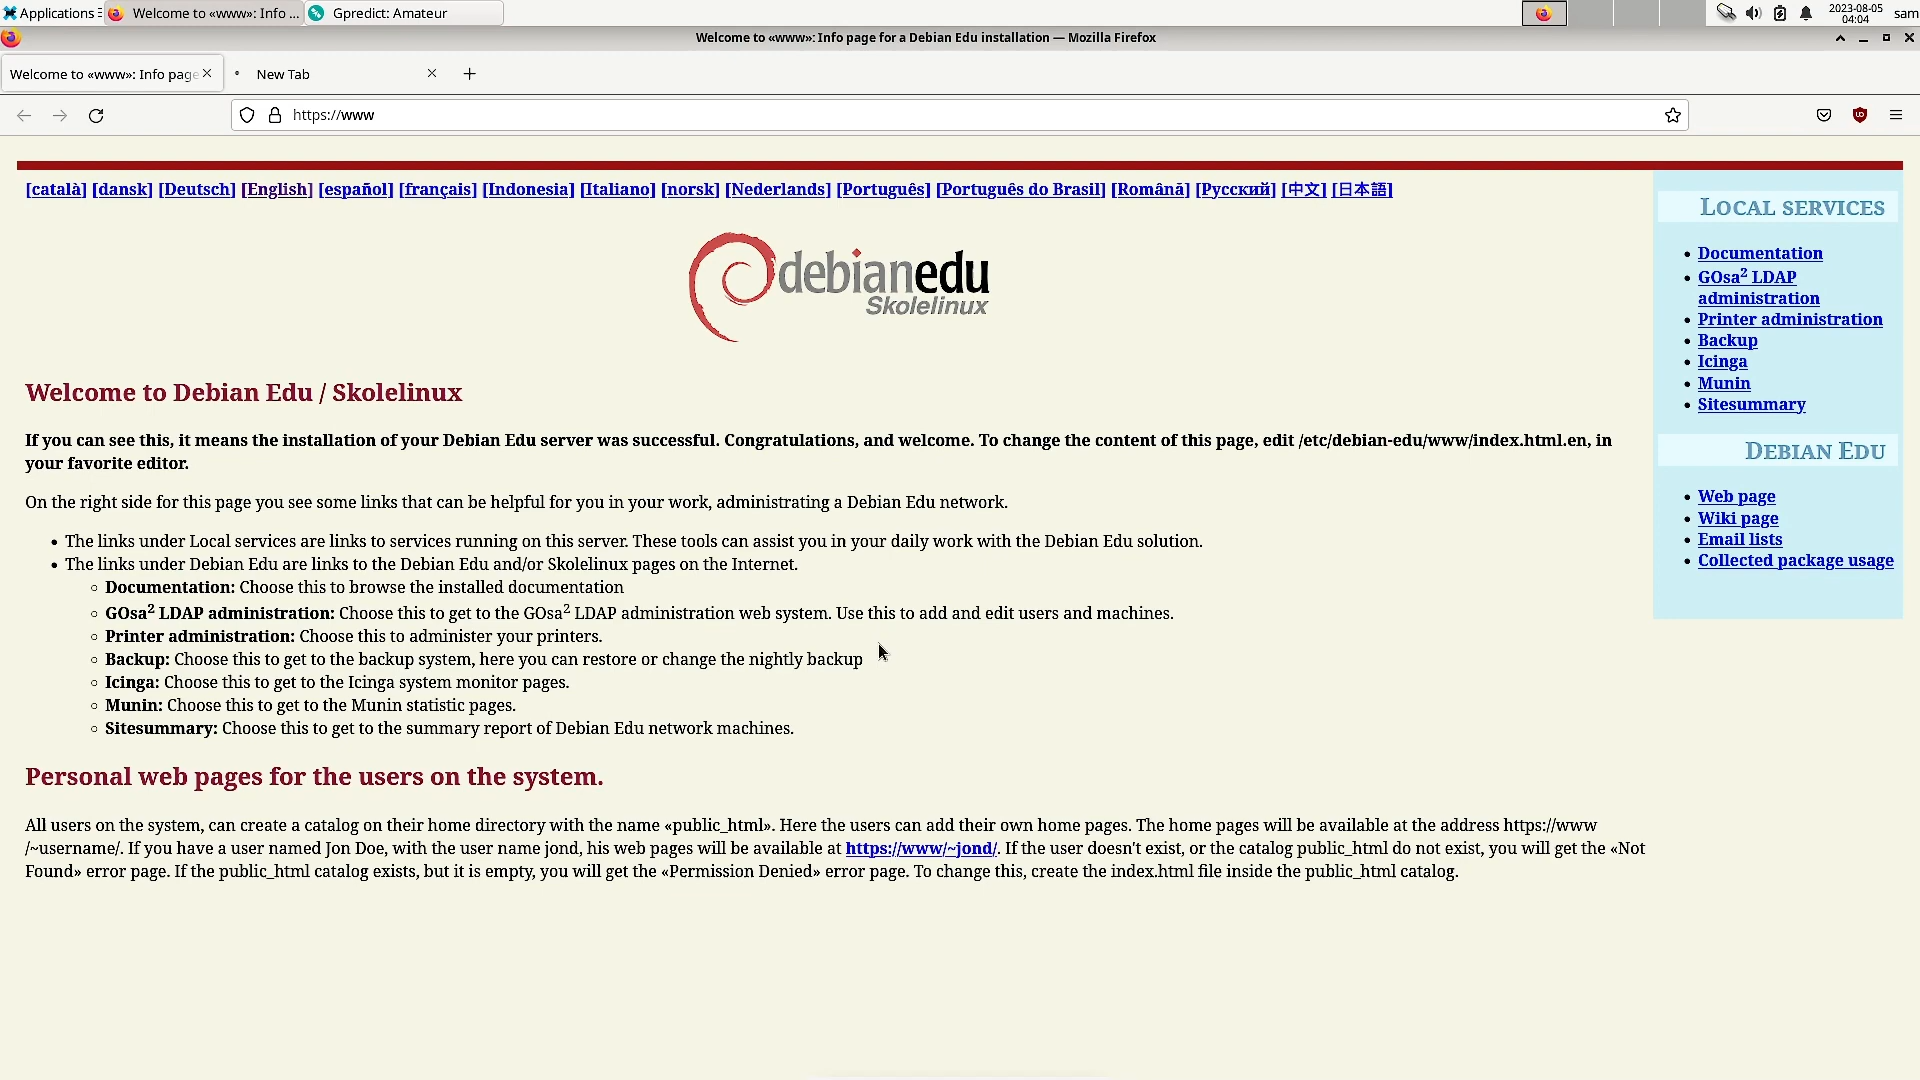 Applications
Welcome to «www»: Info ...
Gpredict: Amateur
2023-08-05
04:04
sam
Welcome to «www»: Info page for a Debian Edu installation — Mozilla Firefox
Welcome to «www»: Info page
New Tab
https://www
[català] [dansk] [Deutsch] [English] [español] [français] [Indonesia] [Italiano] [norsk] [Nederlands] [Português] [Português do Brasil] [Română] [Русский] [中文] [日本語]
debianedu
Skolelinux
Welcome to Debian Edu / Skolelinux
If you can see this, it means the installation of your Debian Edu server was successful. Congratulations, and welcome. To change the content of this page, edit /etc/debian-edu/www/index.html.en, in
your favorite editor.
On the right side for this page you see some links that can be helpful for you in your work, administrating a Debian Edu network.
• The links under Local services are links to services running on this server. These tools can assist you in your daily work with the Debian Edu solution.
• The links under Debian Edu are links to the Debian Edu and/or Skolelinux pages on the Internet.
◦ Documentation: Choose this to browse the installed documentation
◦ GOsa² LDAP administration: Choose this to get to the GOsa² LDAP administration web system. Use this to add and edit users and machines.
◦ Printer administration: Choose this to administer your printers.
◦ Backup: Choose this to get to the backup system, here you can restore or change the nightly backup
◦ Icinga: Choose this to get to the Icinga system monitor pages.
◦ Munin: Choose this to get to the Munin statistic pages.
◦ Sitesummary: Choose this to get to the summary report of Debian Edu network machines.
Personal web pages for the users on the system.
All users on the system, can create a catalog on their home directory with the name «public_html». Here the users can add their own home pages. The home pages will be available at the address https://www
/~username/. If you have a user named Jon Doe, with the user name jond, his web pages will be available at https://www/~jond/. If the user doesn't exist, or the catalog public_html do not exist, you will get the «Not
Found» error page. If the public_html catalog exists, but it is empty, you will get the «Permission Denied» error page. To change this, create the index.html file inside the public_html catalog.
Local services
• Documentation
• GOsa² LDAP
administration
• Printer administration
• Backup
• Icinga
• Munin
• Sitesummary
Debian Edu
• Web page
• Wiki page
• Email lists
• Collected package usage